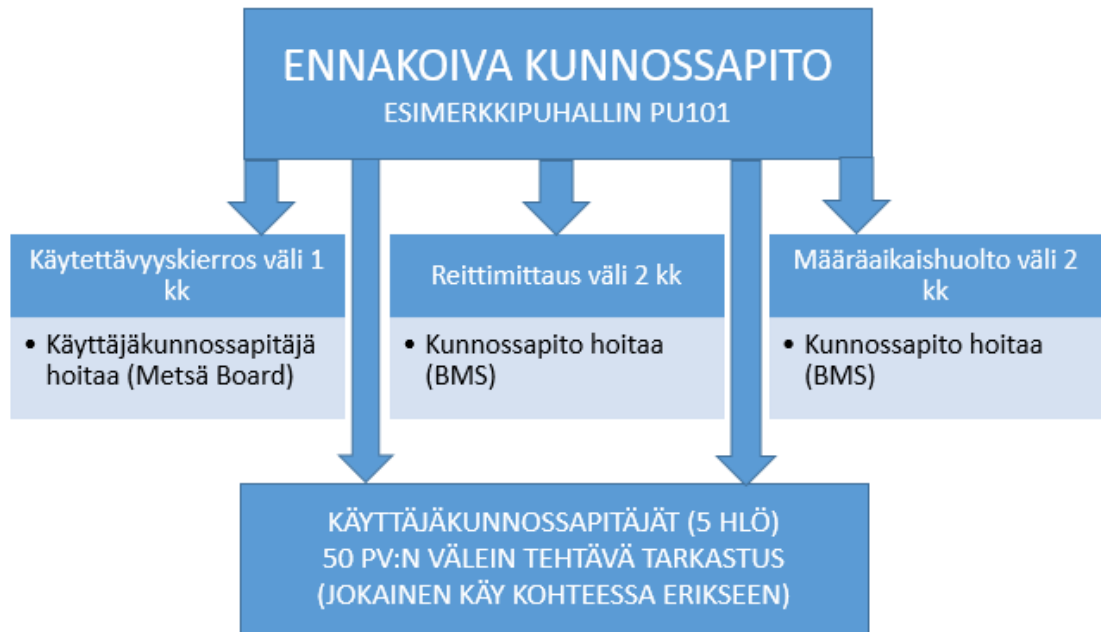 ENNAKOIVA KUNNOSSAPITO
ESIMERKKIPUHALLIN PU101
Käytettävyyskierros väli 1
kk
• Käyttäjäkunnossapitäjä
hoitaa (Metsä Board)
Reittimittaus väli 2 kk
• Kunnossapito hoitaa
(BMS)
Määräaikaishuolto väli 2
kk
• Kunnossapito hoitaa
(BMS)
KÄYTTÄJÄKUNNOSSAPITÄJÄT (5 HLÖ)
50 PV:N VÄLEIN TEHTÄVÄ TARKASTUS
(JOKAINEN KÄY KOHTEESSA ERIKSEEN)